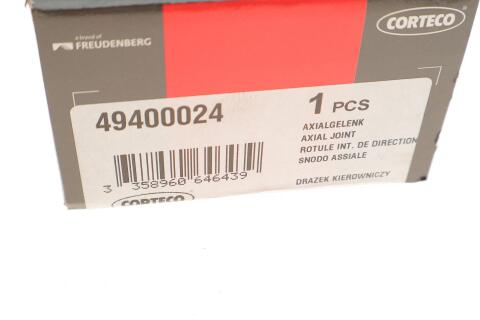 a brand of
FREUDENBERG
CORTECO
49400024
1 PCS
AXIALGELENK
AXIAL JOINT
ROTULE INT. DE DIRECTION
SNODO ASSIALE
3 358960 646439
CORTECO
DRAZEK KIEROWNICZY